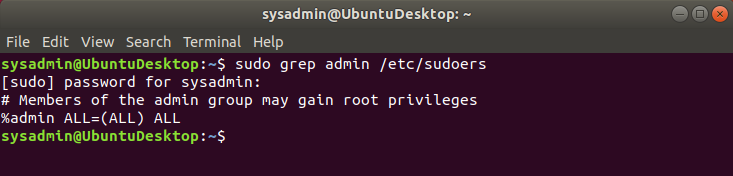 sysadmin@UbuntuDesktop: ~
File Edit View Search Terminal Help
sysadmin@UbuntuDesktop:~$ sudo grep admin /etc/sudoers
[sudo] password for sysadmin:
# Members of the admin group may gain root privileges
%admin ALL=(ALL) ALL
sysadmin@UbuntuDesktop:~$